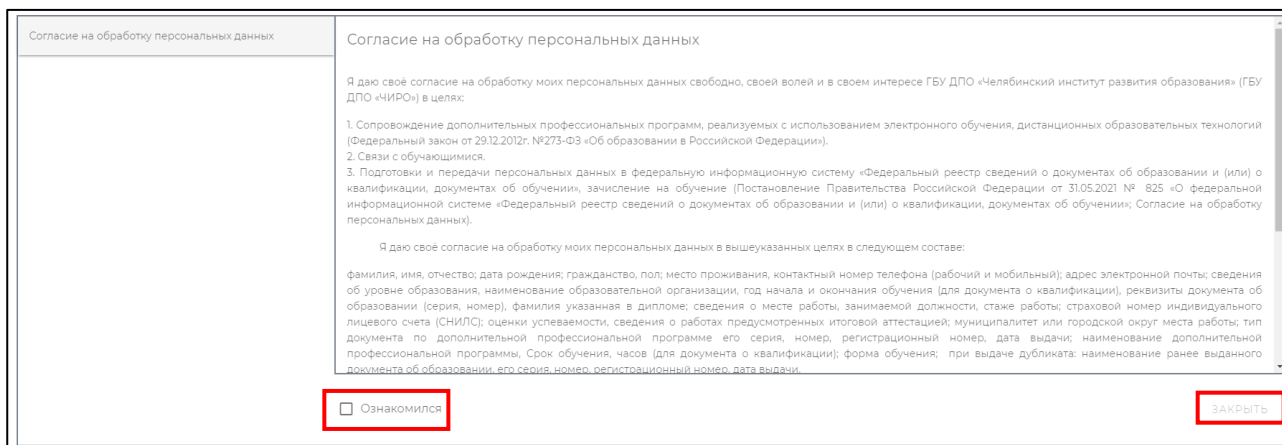 Согласие на обработку персональных данных
Согласие на обработку персональных данных
Я даю своё согласие на обработку моих персональных данных свободно, своей волей и в своем интересе ГБУ ДПО «Челябинский институт развития образования» (ГБУ
ДПО «ЧИРО») в целях:
1. Сопровождение дополнительных профессиональных программ, реализуемых с использованием электронного обучения, дистанционных образовательных технологий
(Федеральный закон от 29.12.2012г. №273-ФЗ «Об образовании в Российской Федерации»).
2. Связи с обучающимися.
3. Подготовки и передачи персональных данных в федеральную информационную систему «Федеральный реестр сведений о документах об образовании и (или) о
квалификации, документах об обучении», зачисление на обучение (Постановление Правительства Российской Федерации от 31.05.2021 № 825 «О федеральной
информационной системе «Федеральный реестр сведений о документах об образовании и (или) о квалификации, документах об обучении»; Согласие на обработку
персональных данных).
Я даю своё согласие на обработку моих персональных данных в вышеуказанных целях в следующем составе:
фамилия, имя, отчество; дата рождения; гражданство, пол; место проживания, контактный номер телефона (рабочий и мобильный); адрес электронной почты; сведения
об уровне образования, наименование образовательной организации, год начала и окончания обучения (для документа о квалификации), реквизиты документа об
образовании (серия, номер), фамилия указанная в дипломе; сведения о месте работы, занимаемой должности, стаже работы; страховой номер индивидуального
лицевого счета (СНИЛС); оценки успеваемости, сведения о работах предусмотренных итоговой аттестацией; муниципалитет или городской округ места работы; тип
документа по дополнительной профессиональной программе его серия, номер, регистрационный номер, дата выдачи; наименование дополнительной
профессиональной программы, Срок обучения, часов (для документа о квалификации); форма обучения; при выдаче дубликата: наименование ранее выданного
документа об образовании, его серия, номер, регистрационный номер, дата выдачи.
Ознакомился
ЗАКРЫТЬ